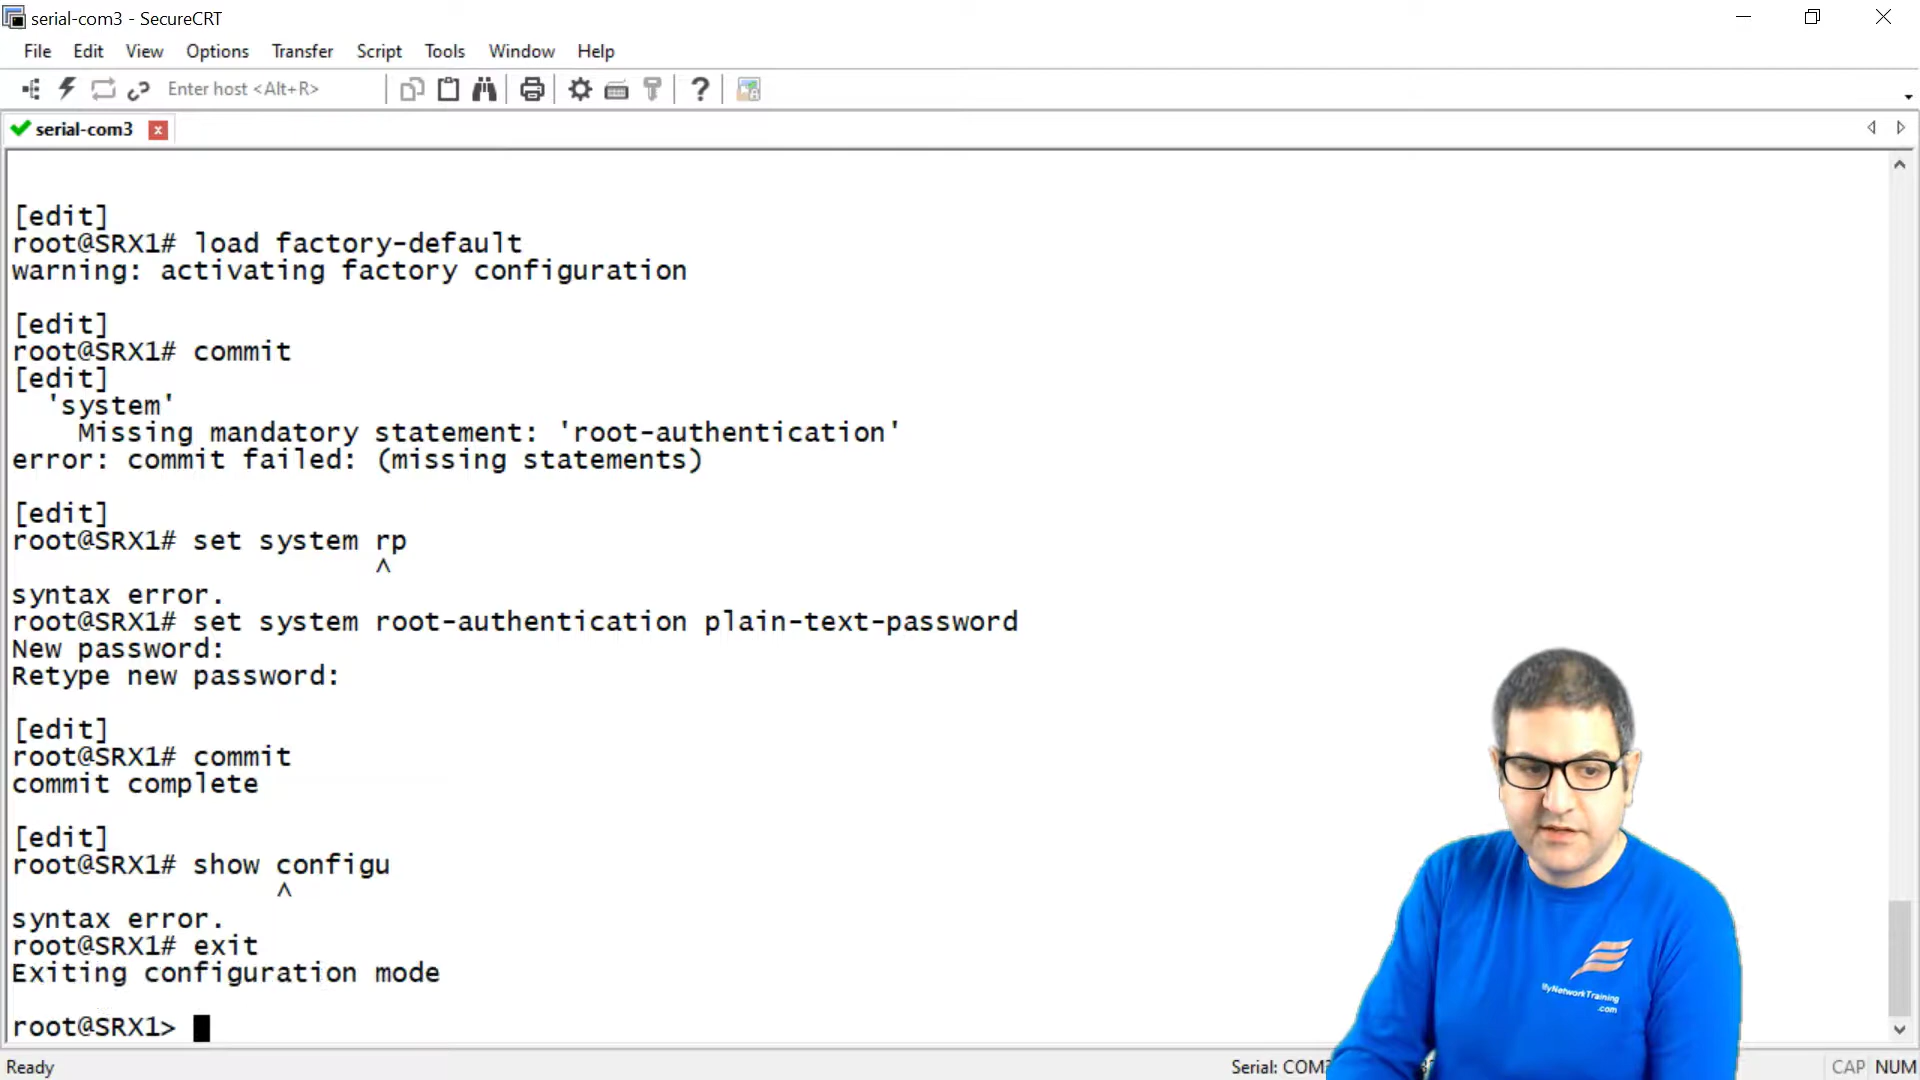 serial-com3 - SecureCRT
File Edit View Options Transfer Script Tools Window Help
Enter host <Alt+R>
serial-com3
[edit]
root@SRX1# load factory-default
warning: activating factory configuration
[edit]
root@SRX1# commit
[edit]
'system'
Missing mandatory statement: 'root-authentication'
error: commit failed: (missing statements)
[edit]
root@SRX1# set system rp
^
syntax error.
root@SRX1# set system root-authentication plain-text-password
New password:
Retype new password:
[edit]
root@SRX1# commit
commit complete
[edit]
root@SRX1# show configu
^
syntax error.
root@SRX1# exit
Exiting configuration mode
root@SRX1>
MyNetworkTraining
.com
Ready Serial: COM CAP NUM